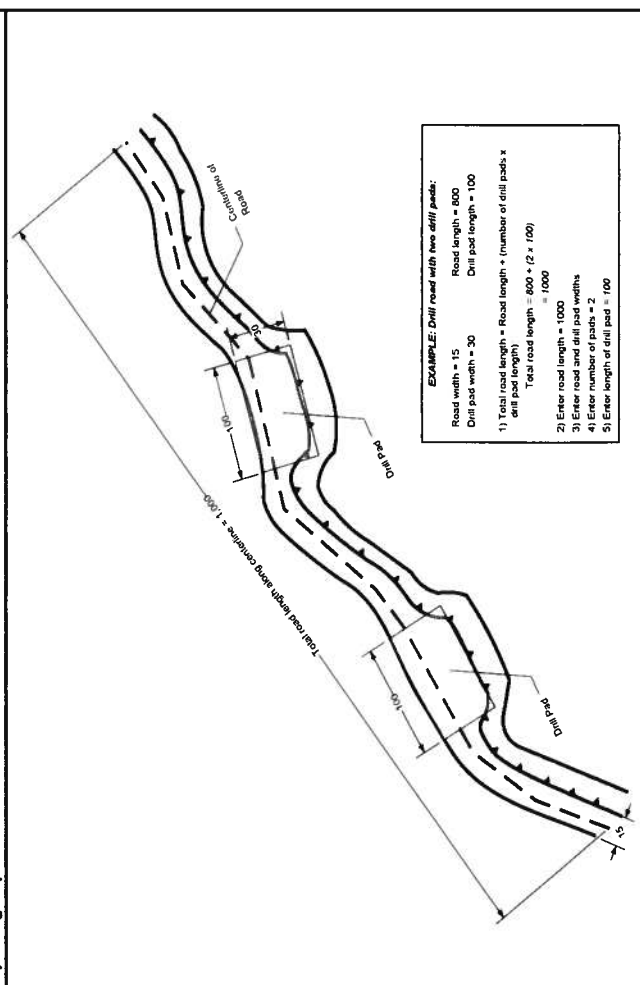 Total road length along centerline = 1,000
Centerline of
Road
30
100
Drill Pad
100
Drill Pad
15
EXAMPLE: Drill road with two drill pads:
Road width = 15 Road length = 800
Drill pad width = 30 Drill pad length = 100
1) Total road length = Road length + (number of drill pads x
drill pad length)
Total road length = 800 + (2 x 100)
= 1000
2) Enter road length = 1000
3) Enter road and drill pad widths
4) Enter number of pads = 2
5) Enter length of drill pad = 100